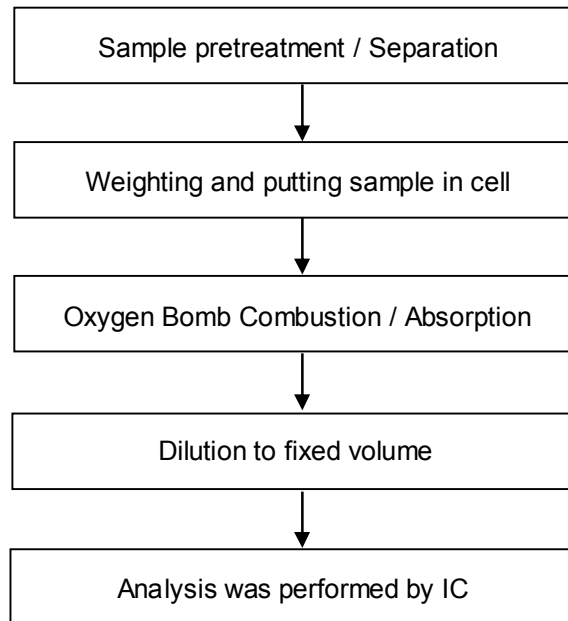 Sample pretreatment / Separation
Weighting and putting sample in cell
Oxygen Bomb Combustion / Absorption
Dilution to fixed volume
Analysis was performed by IC